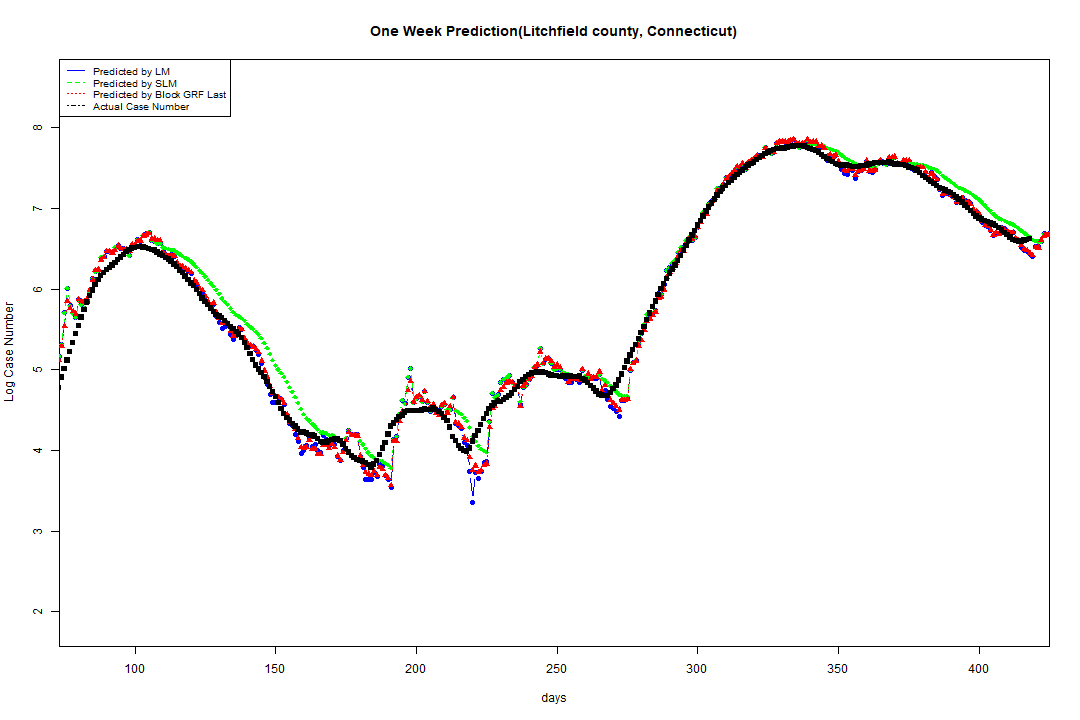 One Week Prediction(Litchfield county, Connecticut)
Predicted by LM
Predicted by SLM
Predicted by Block GRF Last
Actual Case Number
Log Case Number
8
7
6
5
4
3
2
100 150 200 250 300 350 400
days